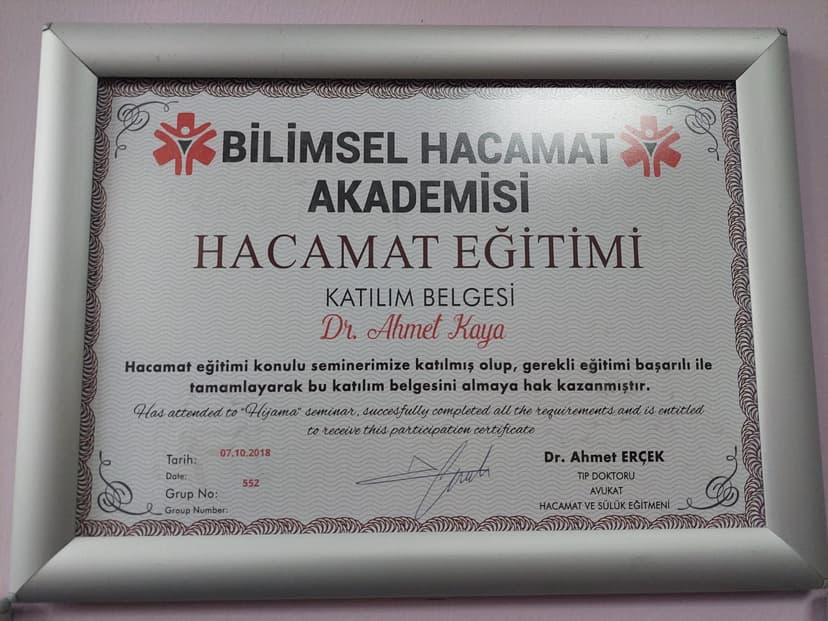 BİLİMSEL HACAMAT
AKADEMİSİ
HACAMAT EĞİTİMİ
KATILIM BELGESİ
Dr. Ahmet Kaya
Hacamat eğitimi konulu seminerimize katılmış olup, gerekli eğitimi başarılı ile
tamamlayarak bu katılım belgesini almaya hak kazanmıştır.
Has attended to "Hijama" seminar, succesfully completed all the requirements and is entitled
to receive this participation certificate
Tarih: 07.10.2018
Date:
Grup No: 552
Group Number:
Dr. Ahmet ERÇEK
TIP DOKTORU
AVUKAT
HACAMAT VE SÜLÜK EĞİTMENİ